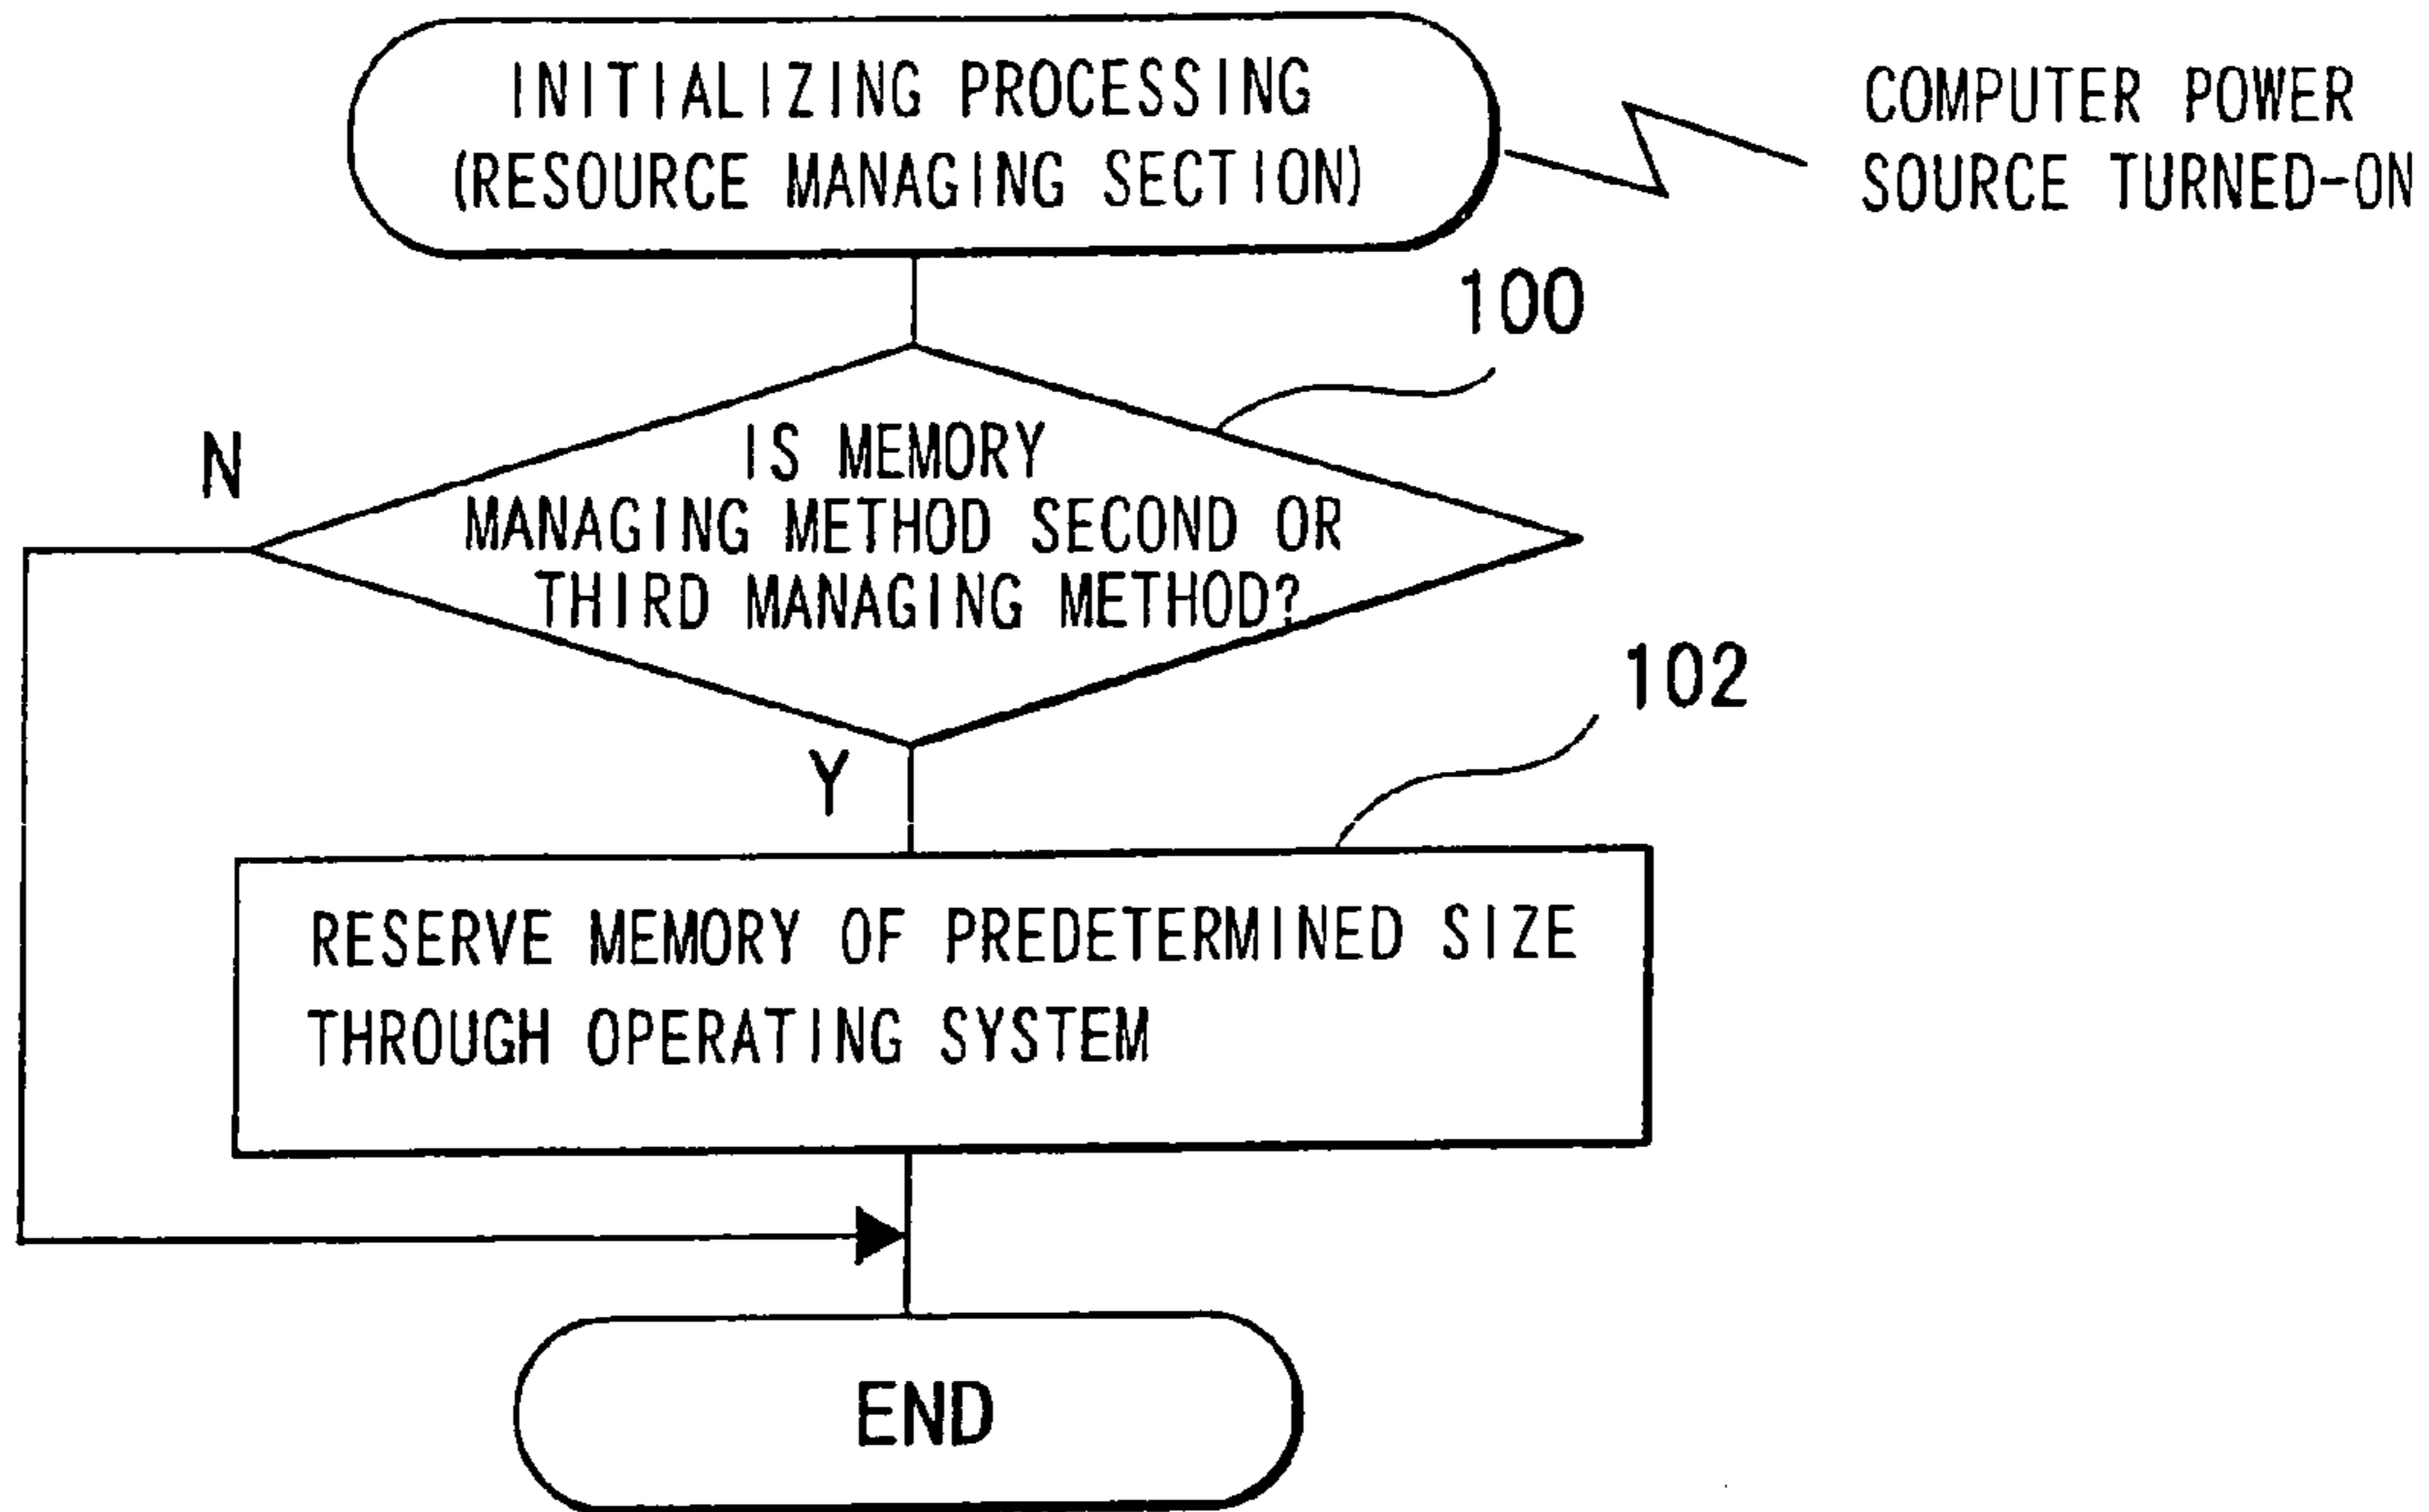 INITIALIZING PROCESSING
(RESOURCE MANAGING SECTION)
COMPUTER POWER
SOURCE TURNED-ON
100
N
IS MEMORY
MANAGING METHOD SECOND OR
THIRD MANAGING METHOD?
102
Y
RESERVE MEMORY OF PREDETERMINED SIZE
THROUGH OPERATING SYSTEM
END